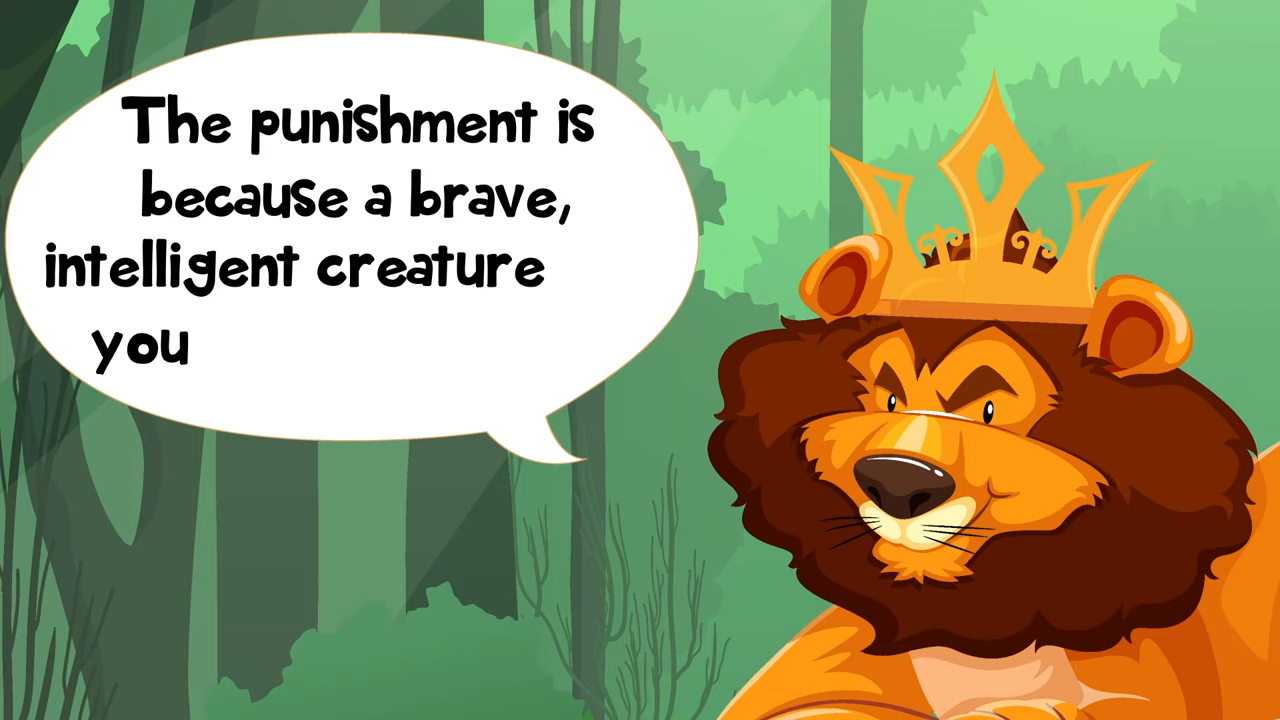 The punishment is
because a brave,
intelligent creature
you